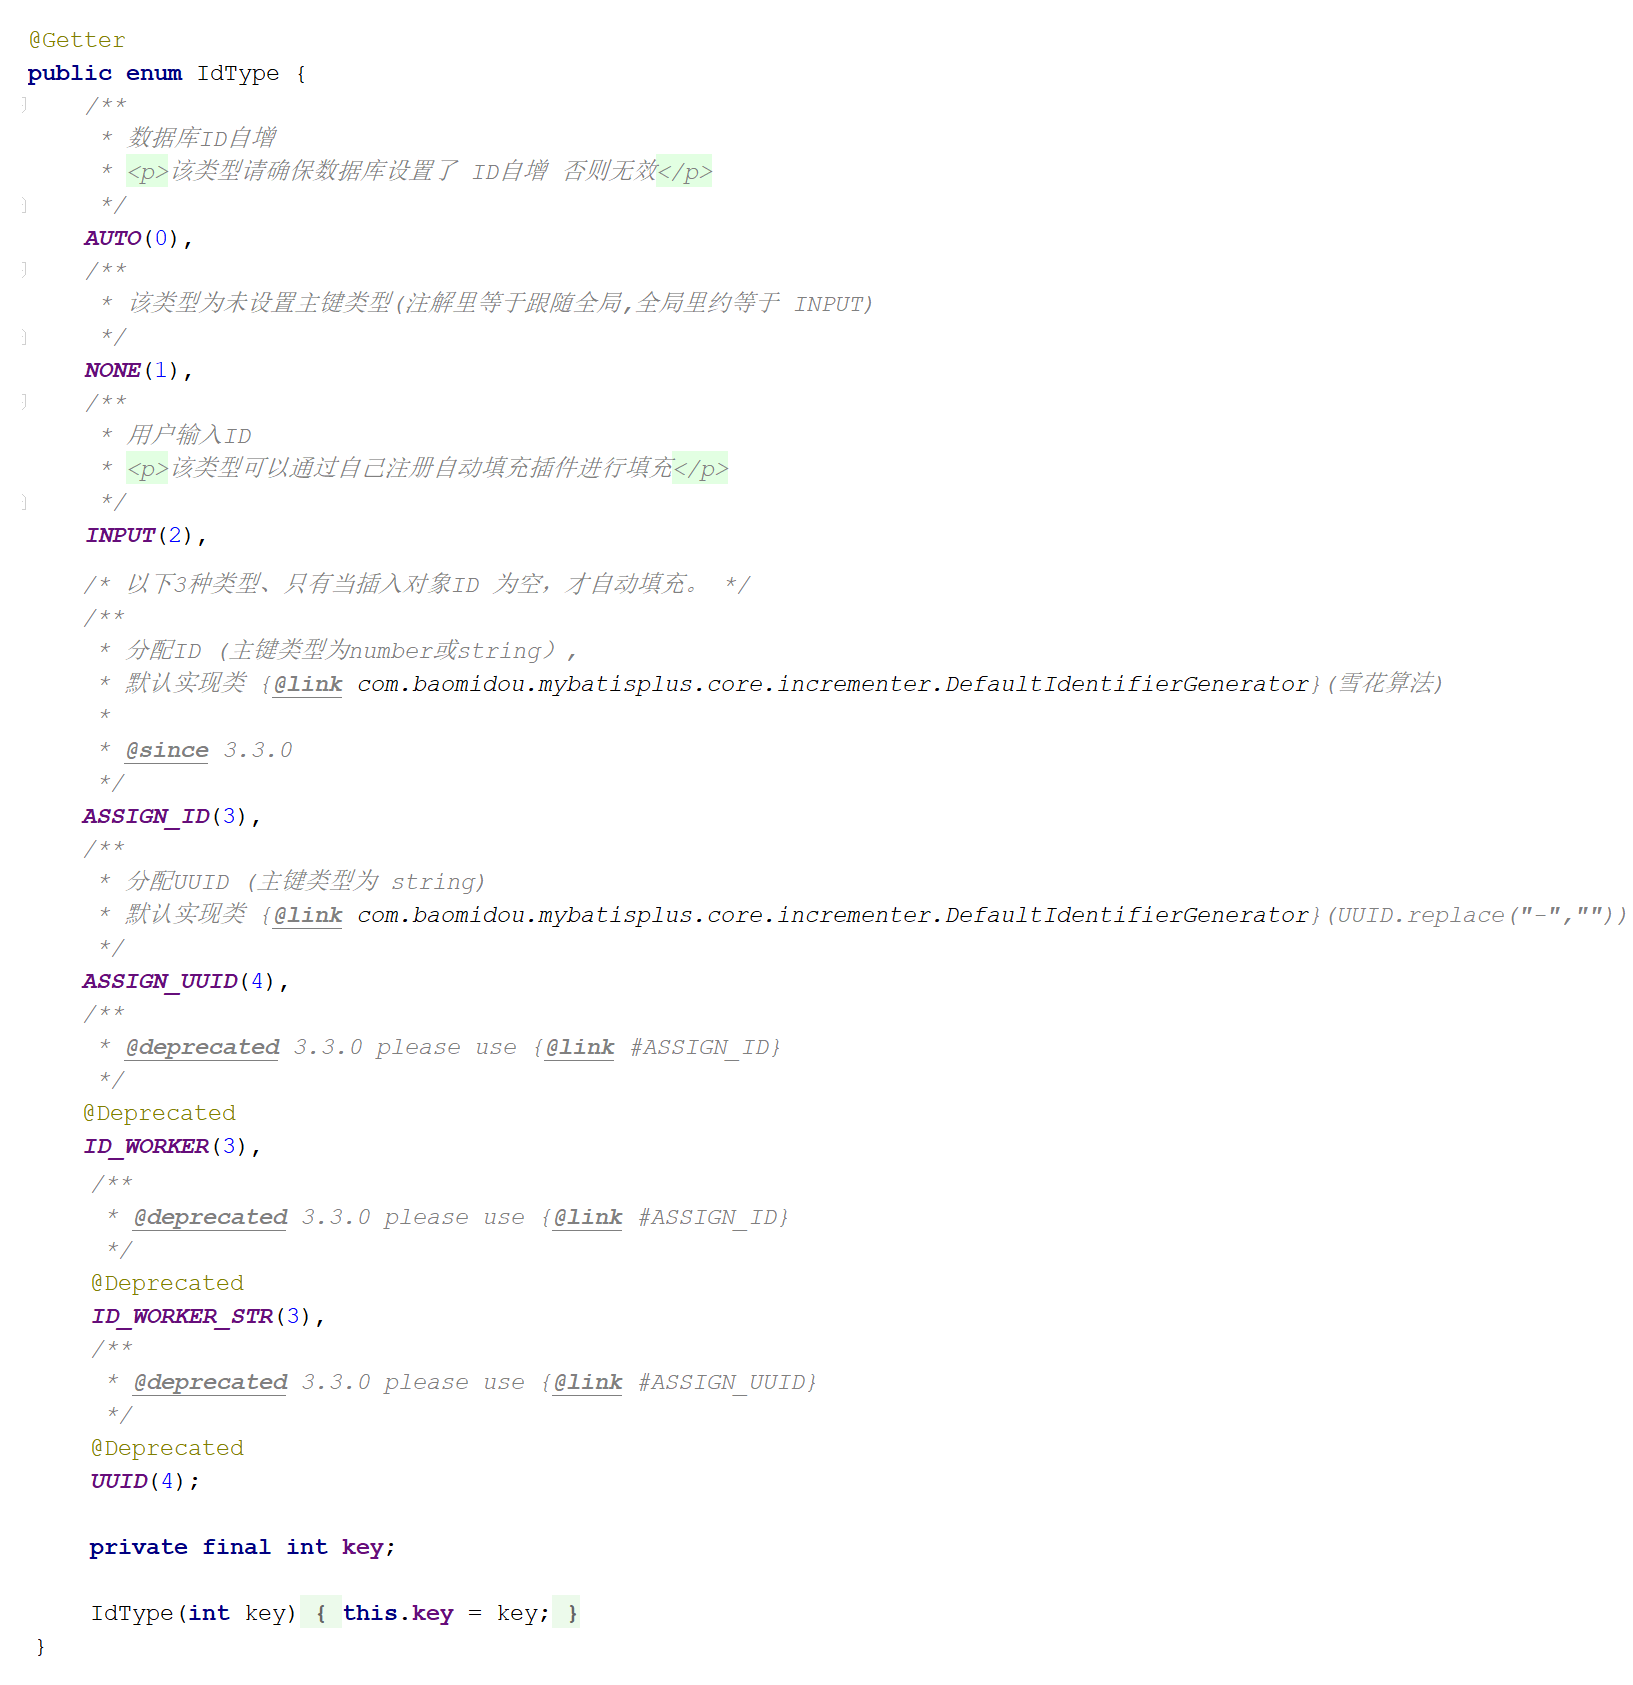 @Getter
public enum IdType {
/**
* 数据库ID自增
* <p>该类型请确保数据库设置了 ID自增 否则无效</p>
*/
AUTO(0),
/**
* 该类型为未设置主键类型(注解里等于跟随全局,全局里约等于 INPUT)
*/
NONE(1),
/**
* 用户输入ID
* <p>该类型可以通过自己注册自动填充插件进行填充</p>
*/
INPUT(2),
/* 以下3种类型、只有当插入对象ID 为空，才自动填充。 */
/**
* 分配ID (主键类型为number或string）,
* 默认实现类 {@link com.baomidou.mybatisplus.core.incrementer.DefaultIdentifierGenerator}(雪花算法)
*
* @since 3.3.0
*/
ASSIGN_ID(3),
/**
* 分配UUID (主键类型为 string)
* 默认实现类 {@link com.baomidou.mybatisplus.core.incrementer.DefaultIdentifierGenerator}(UUID.replace("-",""))
*/
ASSIGN_UUID(4),
/**
* @deprecated 3.3.0 please use {@link #ASSIGN_ID}
*/
@Deprecated
ID_WORKER(3),
/**
* @deprecated 3.3.0 please use {@link #ASSIGN_ID}
*/
@Deprecated
ID_WORKER_STR(3),
/**
* @deprecated 3.3.0 please use {@link #ASSIGN_UUID}
*/
@Deprecated
UUID(4);
private final int key;
IdType(int key) { this.key = key; }
}